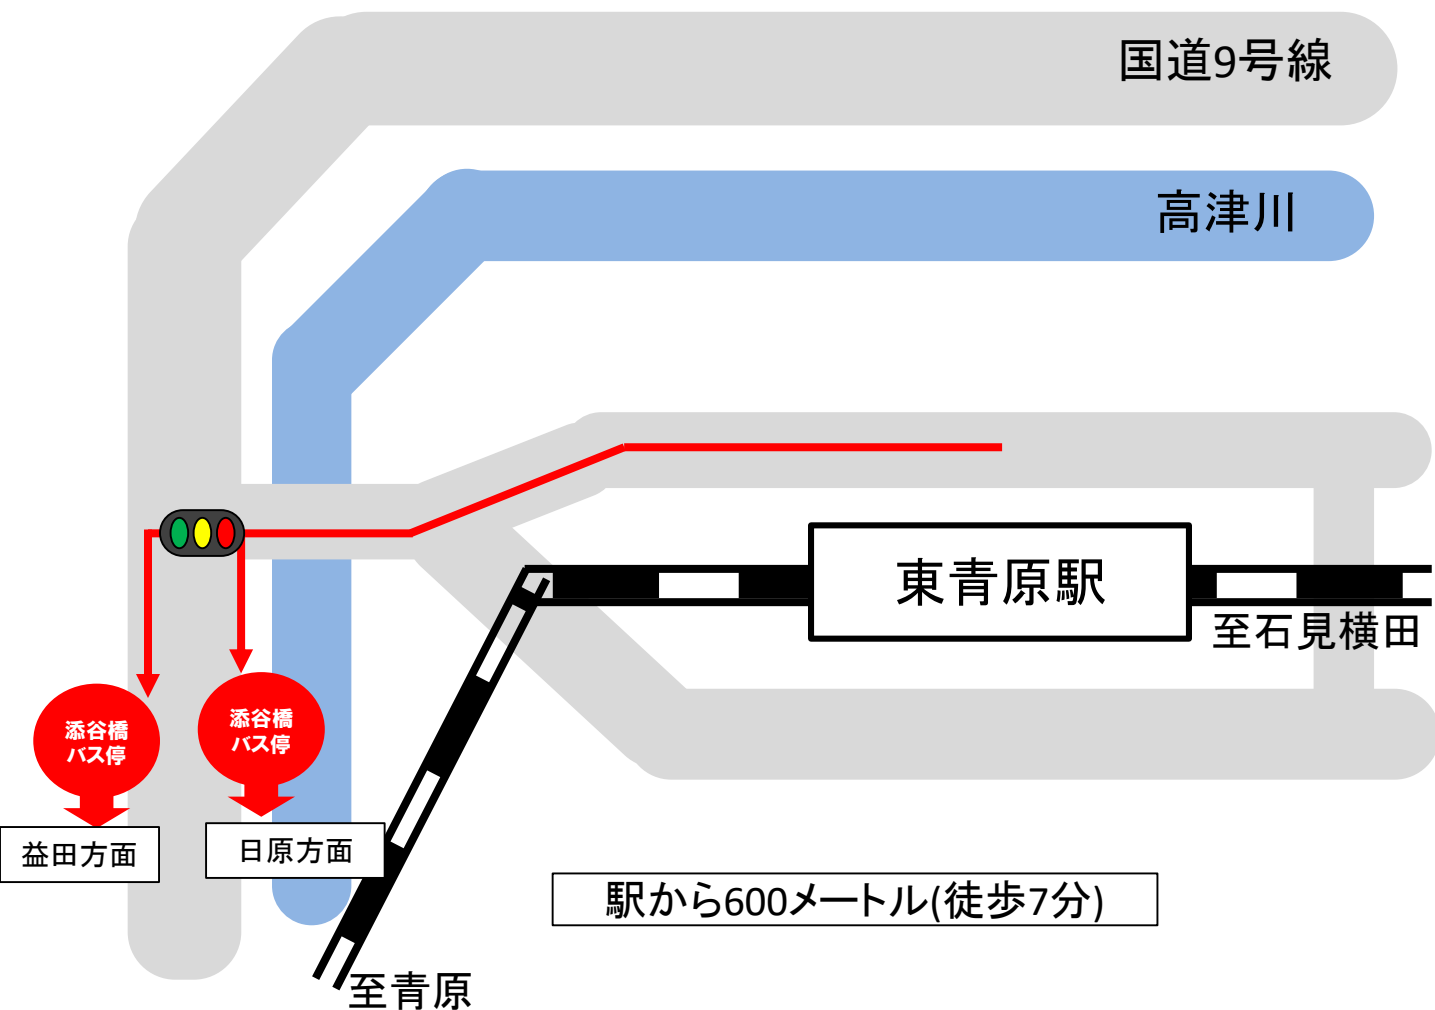 国道9号線
高津川
東青原駅
至石見横田
添谷橋
バス停
添谷橋
バス停
益田方面
日原方面
駅から600メートル(徒歩7分)
至青原